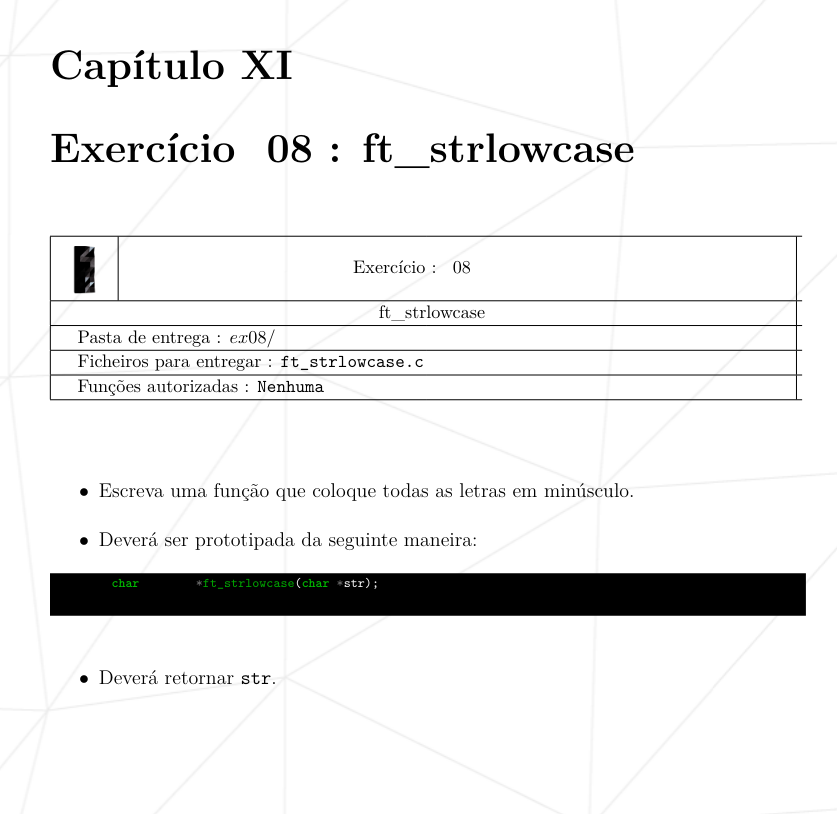 Capítulo XI
Exercício 08 : ft_strlowcase
Exercício : 08
ft_strlowcase
Pasta de entrega : ex08/
Ficheiros para entregar : ft_strlowcase.c
Funções autorizadas : Nenhuma
• Escreva uma função que coloque todas as letras em minúsculo.
• Deverá ser prototipada da seguinte maneira:
char *ft_strlowcase(char *str);
• Deverá retornar str.